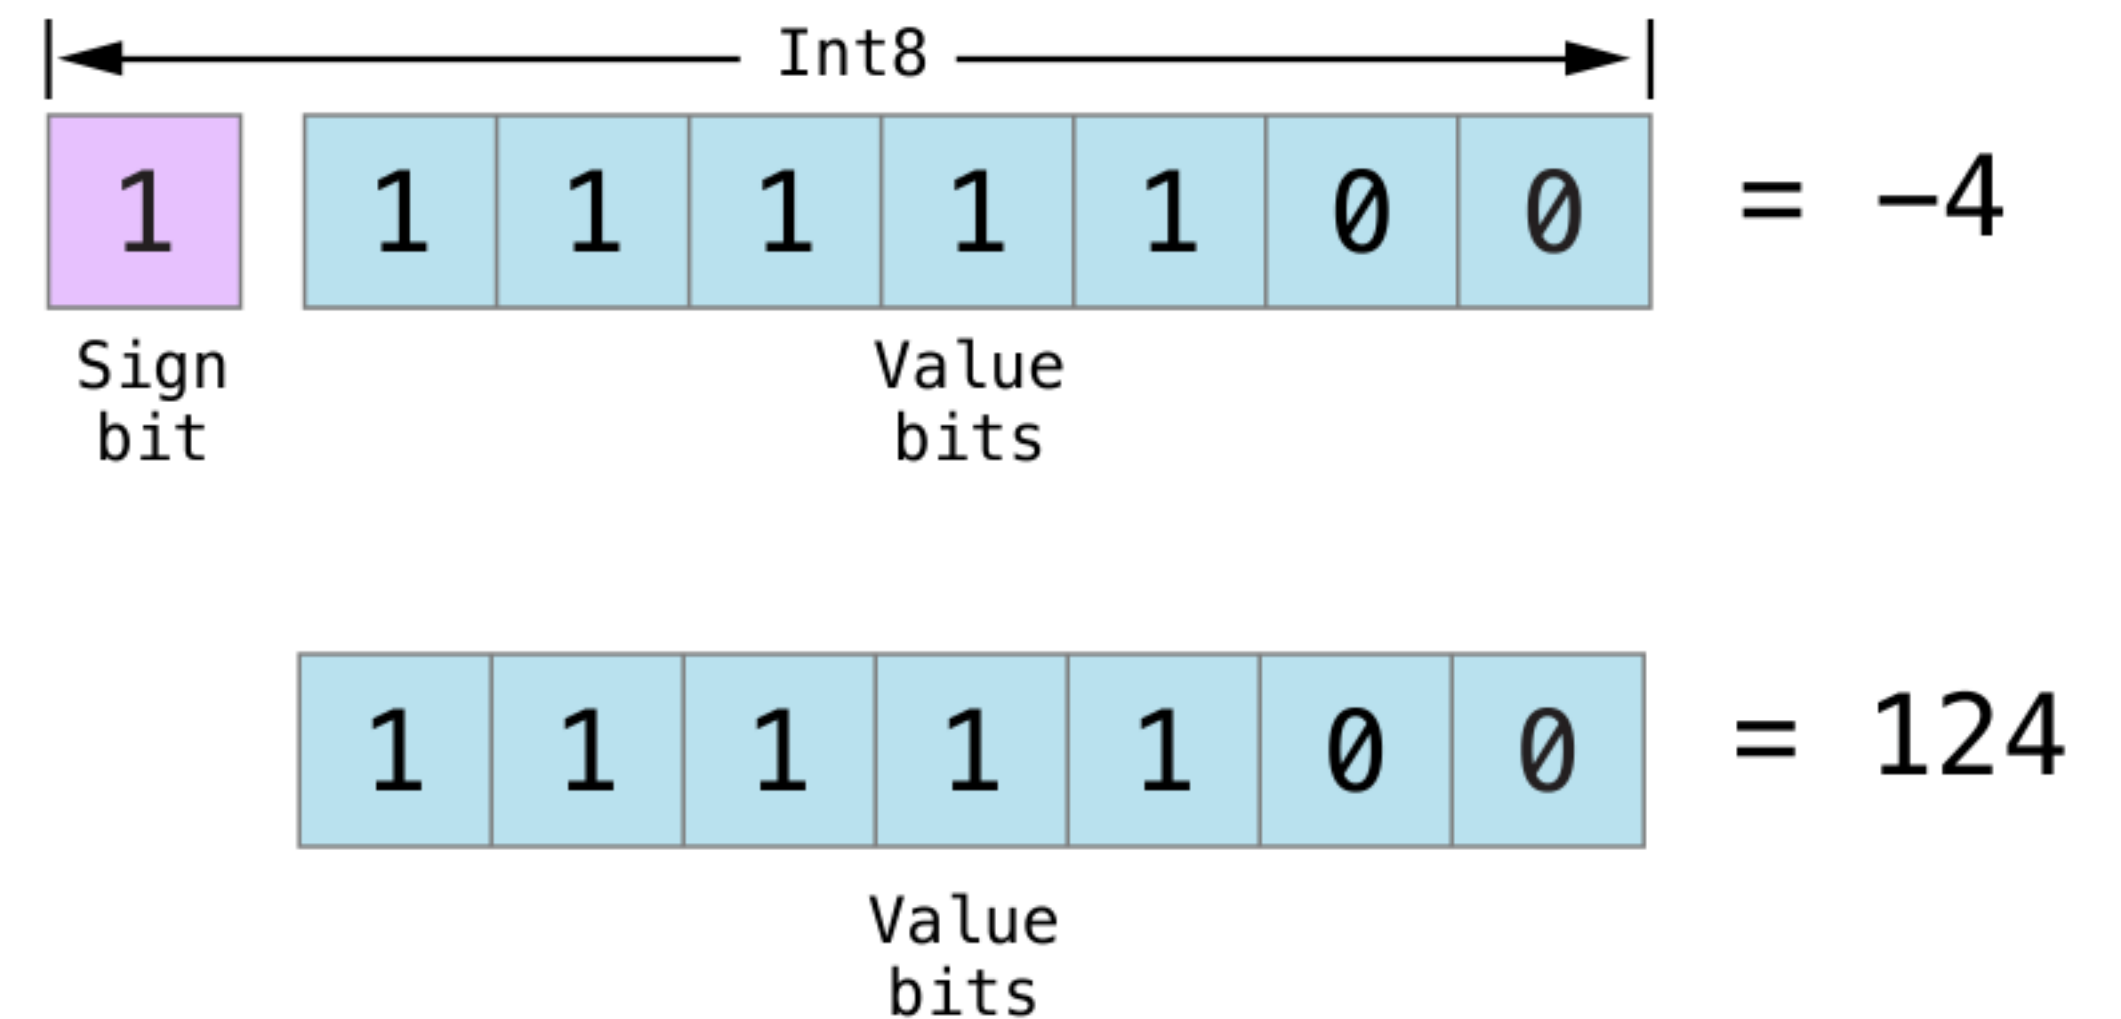 Int8
1 1 1 1 1 1 0 0 = −4
Sign bit
Value bits
1 1 1 1 1 0 0 = 124
Value bits